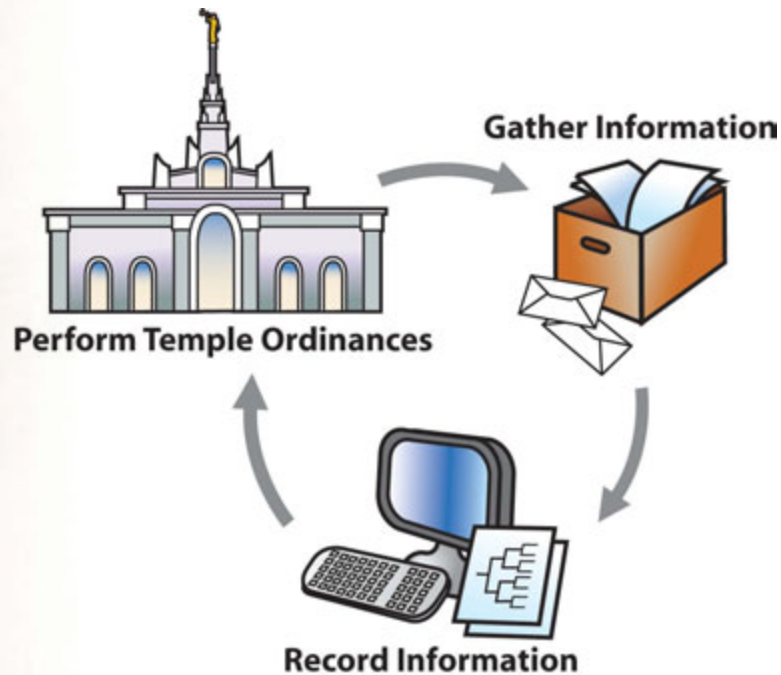 Gather Information
Perform Temple Ordinances
Record Information